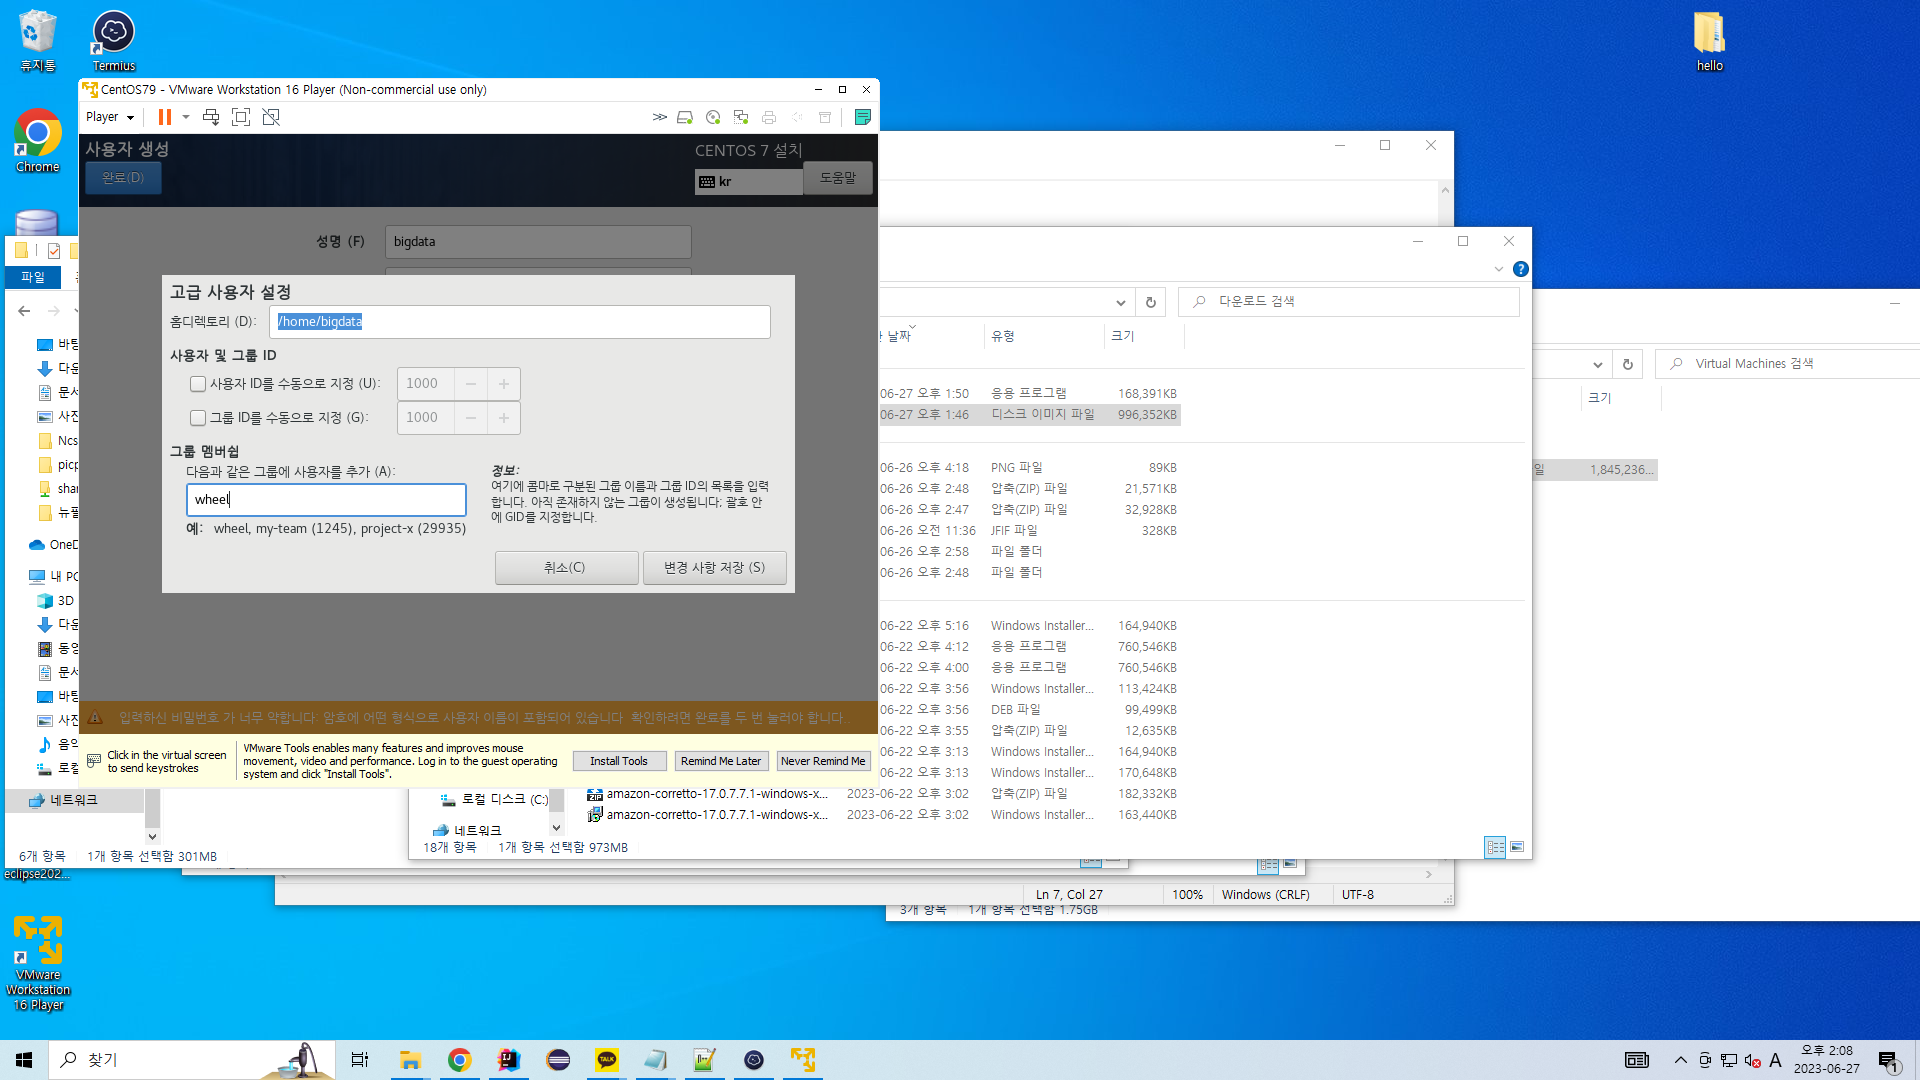 휴지통
Termius
hello
Chrome
CentOS79 - VMware Workstation 16 Player (Non-commercial use only)
Player
사용자 생성
CENTOS 7 설치
완료(D)
kr
도움말
성명 (F)
bigdata
고급 사용자 설정
홈디렉토리 (D):
/home/bigdata
사용자 및 그룹 ID
사용자 ID를 수동으로 지정 (U):
1000
그룹 ID를 수동으로 지정 (G):
1000
그룹 멤버쉽
다음과 같은 그룹에 사용자를 추가 (A):
wheel
예: wheel, my-team (1245), project-x (29935)
정보:
여기에 콤마로 구분된 그룹 이름과 그룹 ID의 목록을 입력
합니다. 아직 존재하지 않는 그룹이 생성됩니다; 괄호 안
에 GID를 지정합니다.
취소(C)
변경 사항 저장 (S)
입력하신 비밀번호 가 너무 약합니다: 암호에 어떤 형식으로 사용자 이름이 포함되어 있습니다 확인하려면 완료를 두 번 눌러야 합니다..
Click in the virtual screen
to send keystrokes
VMware Tools enables many features and improves mouse
movement, video and performance. Log in to the guest operating
system and click "Install Tools".
Install Tools
Remind Me Later
Never Remind Me
파일
바탕
다운
문서
사진
Ncs
picp
shar
뉴필
OneD
내 PC
3D
다운
동영
문서
바탕
사진
음악
로컬
네트워크
6개 항목
1개 항목 선택함 301MB
다운로드 검색
날짜
유형
크기
06-27 오후 1:50 응용 프로그램 168,391KB
06-27 오후 1:46 디스크 이미지 파일 996,352KB
06-26 오후 4:18 PNG 파일 89KB
06-26 오후 2:48 압축(ZIP) 파일 21,571KB
06-26 오후 2:47 압축(ZIP) 파일 32,928KB
06-26 오전 11:36 JFIF 파일 328KB
06-26 오후 2:58 파일 폴더
06-26 오후 2:48 파일 폴더
06-22 오후 5:16 Windows Installer... 164,940KB
06-22 오후 4:12 응용 프로그램 760,546KB
06-22 오후 4:00 응용 프로그램 760,546KB
06-22 오후 3:56 Windows Installer... 113,424KB
06-22 오후 3:56 DEB 파일 99,499KB
06-22 오후 3:55 압축(ZIP) 파일 12,635KB
06-22 오후 3:13 Windows Installer... 164,940KB
06-22 오후 3:13 Windows Installer... 170,648KB
amazon-corretto-17.0.7.7.1-windows-x... 2023-06-22 오후 3:02 압축(ZIP) 파일 182,332KB
amazon-corretto-17.0.7.7.1-windows-x... 2023-06-22 오후 3:02 Windows Installer... 163,440KB
로컬 디스크 (C:)
네트워크
18개 항목
1개 항목 선택함 973MB
Virtual Machines 검색
크기
일 1,845,236...
Ln 7, Col 27
100%
Windows (CRLF)
UTF-8
3개 항목
1개 항목 선택함 1.75GB
eclipse202...
VMware
Workstation
16 Player
찾기
TALK
A
오후 2:08
2023-06-27
1